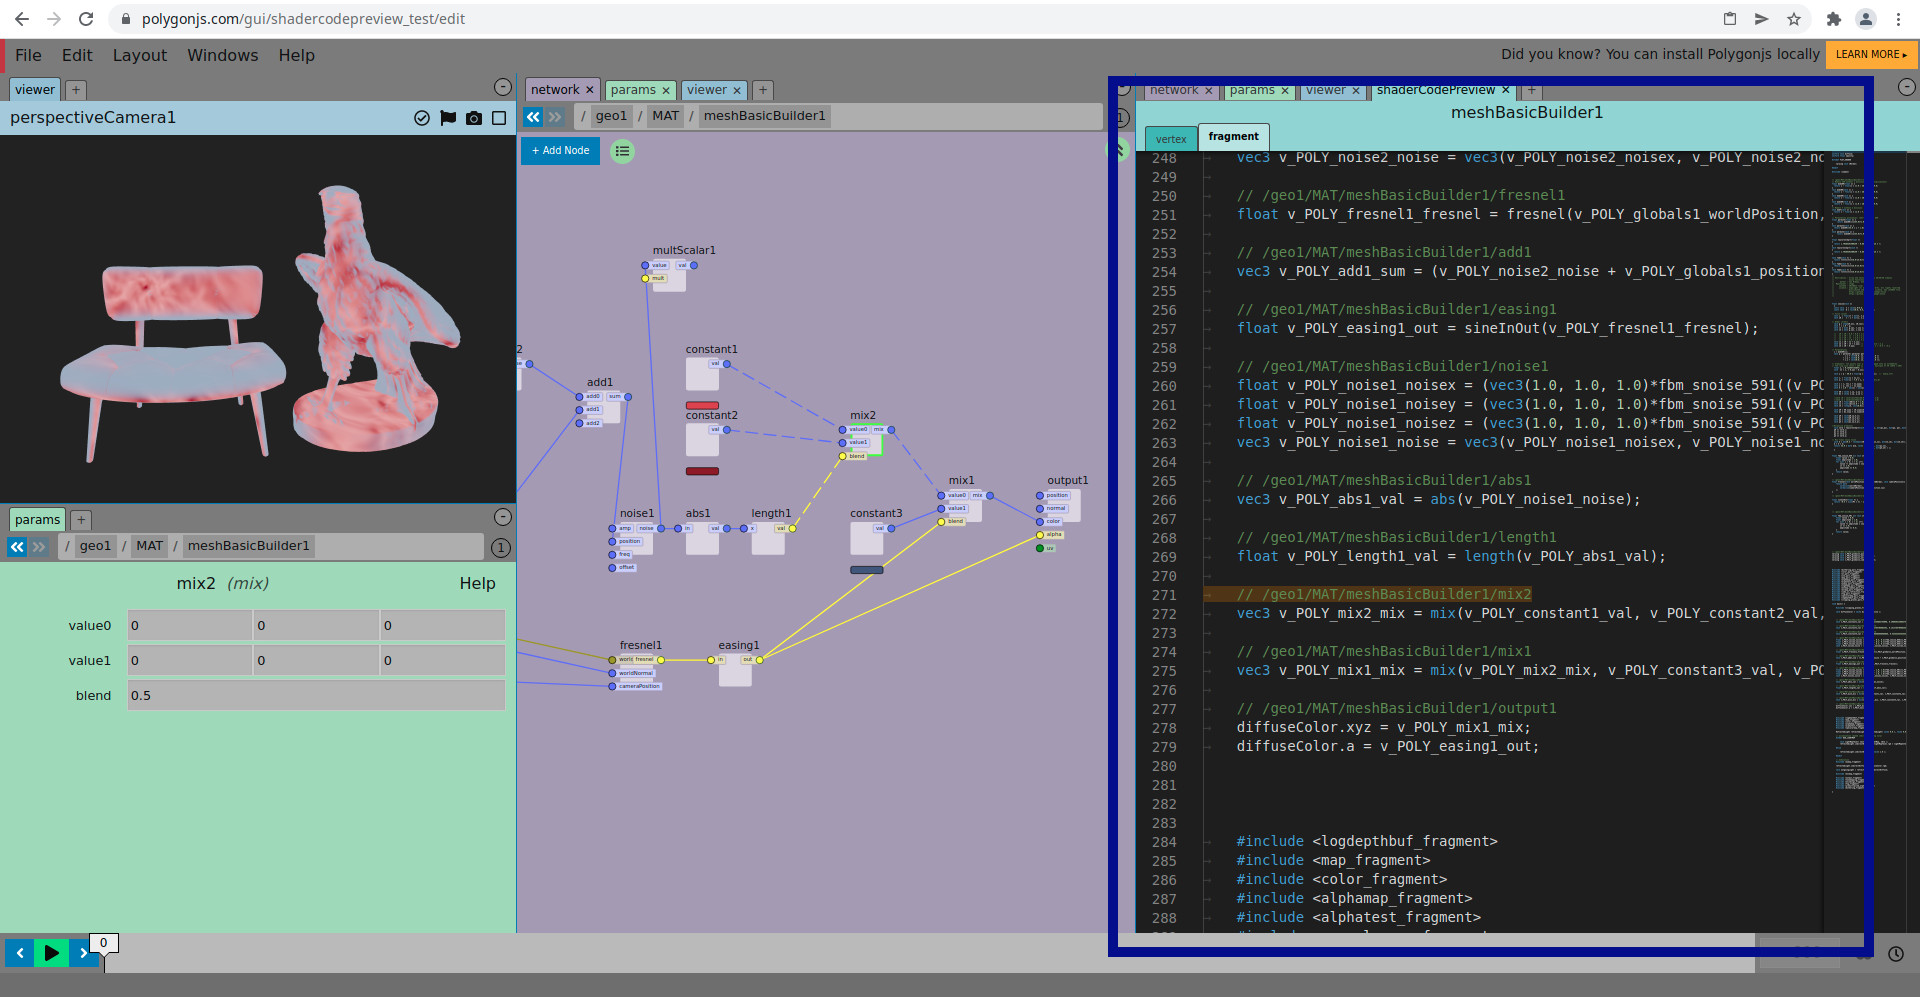 polygonjs.com/gui/shadercodepreview_test/edit
File Edit Layout Windows Help
Did you know? You can install Polygonjs locally LEARN MORE ▸
viewer +
perspectiveCamera1
params +
/ geo1 / MAT / meshBasicBuilder1
1
mix2 (mix) Help
value0 0 0 0
value1 0 0 0
blend 0.5
0
network × params × viewer × +
/ geo1 / MAT / meshBasicBuilder1
+ Add Node
multScalar1
value val
mult
constant1
val
2
add1
add0 sum
add1
add2
constant2
val
mix2
value0 mix
value1
blend
mix1
value0 mix
value1
blend
output1
position
normal
color
alpha
uv
noise1
amp noise
position
freq
offset
abs1
in val
length1
x val
constant3
val
fresnel1
fresnel
worldNormal
cameraPosition
easing1
in out
network × params × viewer × shaderCodePreview × +
meshBasicBuilder1
vertex fragment
248 vec3 v_POLY_noise2_noise = vec3(v_POLY_noise2_noisex, v_POLY_noise2_no
249
250 // /geo1/MAT/meshBasicBuilder1/fresnel1
251 float v_POLY_fresnel1_fresnel = fresnel(v_POLY_globals1_worldPosition,
252
253 // /geo1/MAT/meshBasicBuilder1/add1
254 vec3 v_POLY_add1_sum = (v_POLY_noise2_noise + v_POLY_globals1_position
255
256 // /geo1/MAT/meshBasicBuilder1/easing1
257 float v_POLY_easing1_out = sineInOut(v_POLY_fresnel1_fresnel);
258
259 // /geo1/MAT/meshBasicBuilder1/noise1
260 float v_POLY_noise1_noisex = (vec3(1.0, 1.0, 1.0)*fbm_snoise_591((v_PO
261 float v_POLY_noise1_noisey = (vec3(1.0, 1.0, 1.0)*fbm_snoise_591((v_PO
262 float v_POLY_noise1_noisez = (vec3(1.0, 1.0, 1.0)*fbm_snoise_591((v_PO
263 vec3 v_POLY_noise1_noise = vec3(v_POLY_noise1_noisex, v_POLY_noise1_no
264
265 // /geo1/MAT/meshBasicBuilder1/abs1
266 vec3 v_POLY_abs1_val = abs(v_POLY_noise1_noise);
267
268 // /geo1/MAT/meshBasicBuilder1/length1
269 float v_POLY_length1_val = length(v_POLY_abs1_val);
270
271 // /geo1/MAT/meshBasicBuilder1/mix2
272 vec3 v_POLY_mix2_mix = mix(v_POLY_constant1_val, v_POLY_constant2_val,
273
274 // /geo1/MAT/meshBasicBuilder1/mix1
275 vec3 v_POLY_mix1_mix = mix(v_POLY_mix2_mix, v_POLY_constant3_val, v_PO
276
277 // /geo1/MAT/meshBasicBuilder1/output1
278 diffuseColor.xyz = v_POLY_mix1_mix;
279 diffuseColor.a = v_POLY_easing1_out;
280
281
282
283
284 #include <logdepthbuf_fragment>
285 #include <map_fragment>
286 #include <color_fragment>
287 #include <alphamap_fragment>
288 #include <alphatest_fragment>